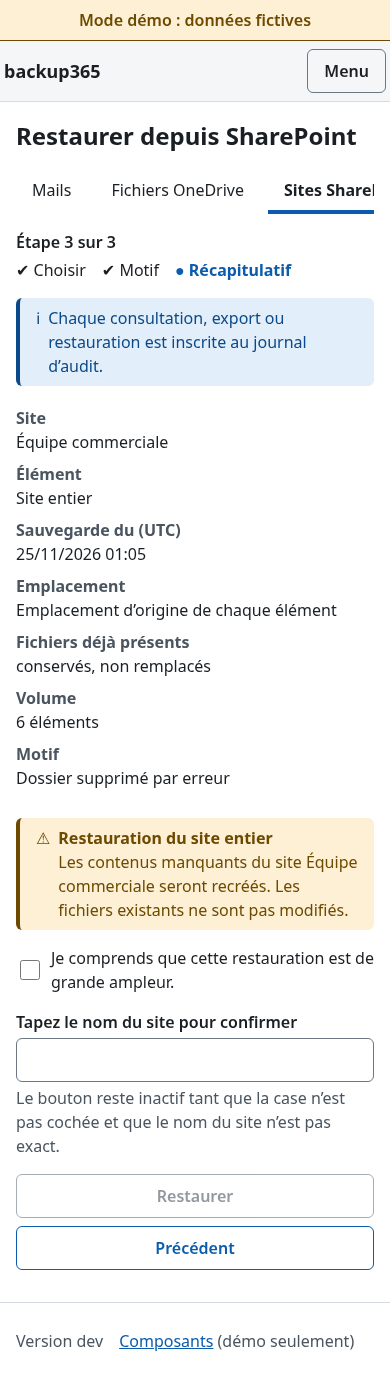 Mode démo : données fictives
backup365
Menu
Restaurer depuis SharePoint
Mails Fichiers OneDrive Sites Share
Étape 3 sur 3
✔ Choisir ✔ Motif ● Récapitulatif
i Chaque consultation, export ou
restauration est inscrite au journal
d’audit.
Site
Équipe commerciale
Élément
Site entier
Sauvegarde du (UTC)
25/11/2026 01:05
Emplacement
Emplacement d’origine de chaque élément
Fichiers déjà présents
conservés, non remplacés
Volume
6 éléments
Motif
Dossier supprimé par erreur
⚠ Restauration du site entier
Les contenus manquants du site Équipe
commerciale seront recréés. Les
fichiers existants ne sont pas modifiés.
Je comprends que cette restauration est de
grande ampleur.
Tapez le nom du site pour confirmer
Le bouton reste inactif tant que la case n’est
pas cochée et que le nom du site n’est pas
exact.
Restaurer
Précédent
Version dev Composants (démo seulement)